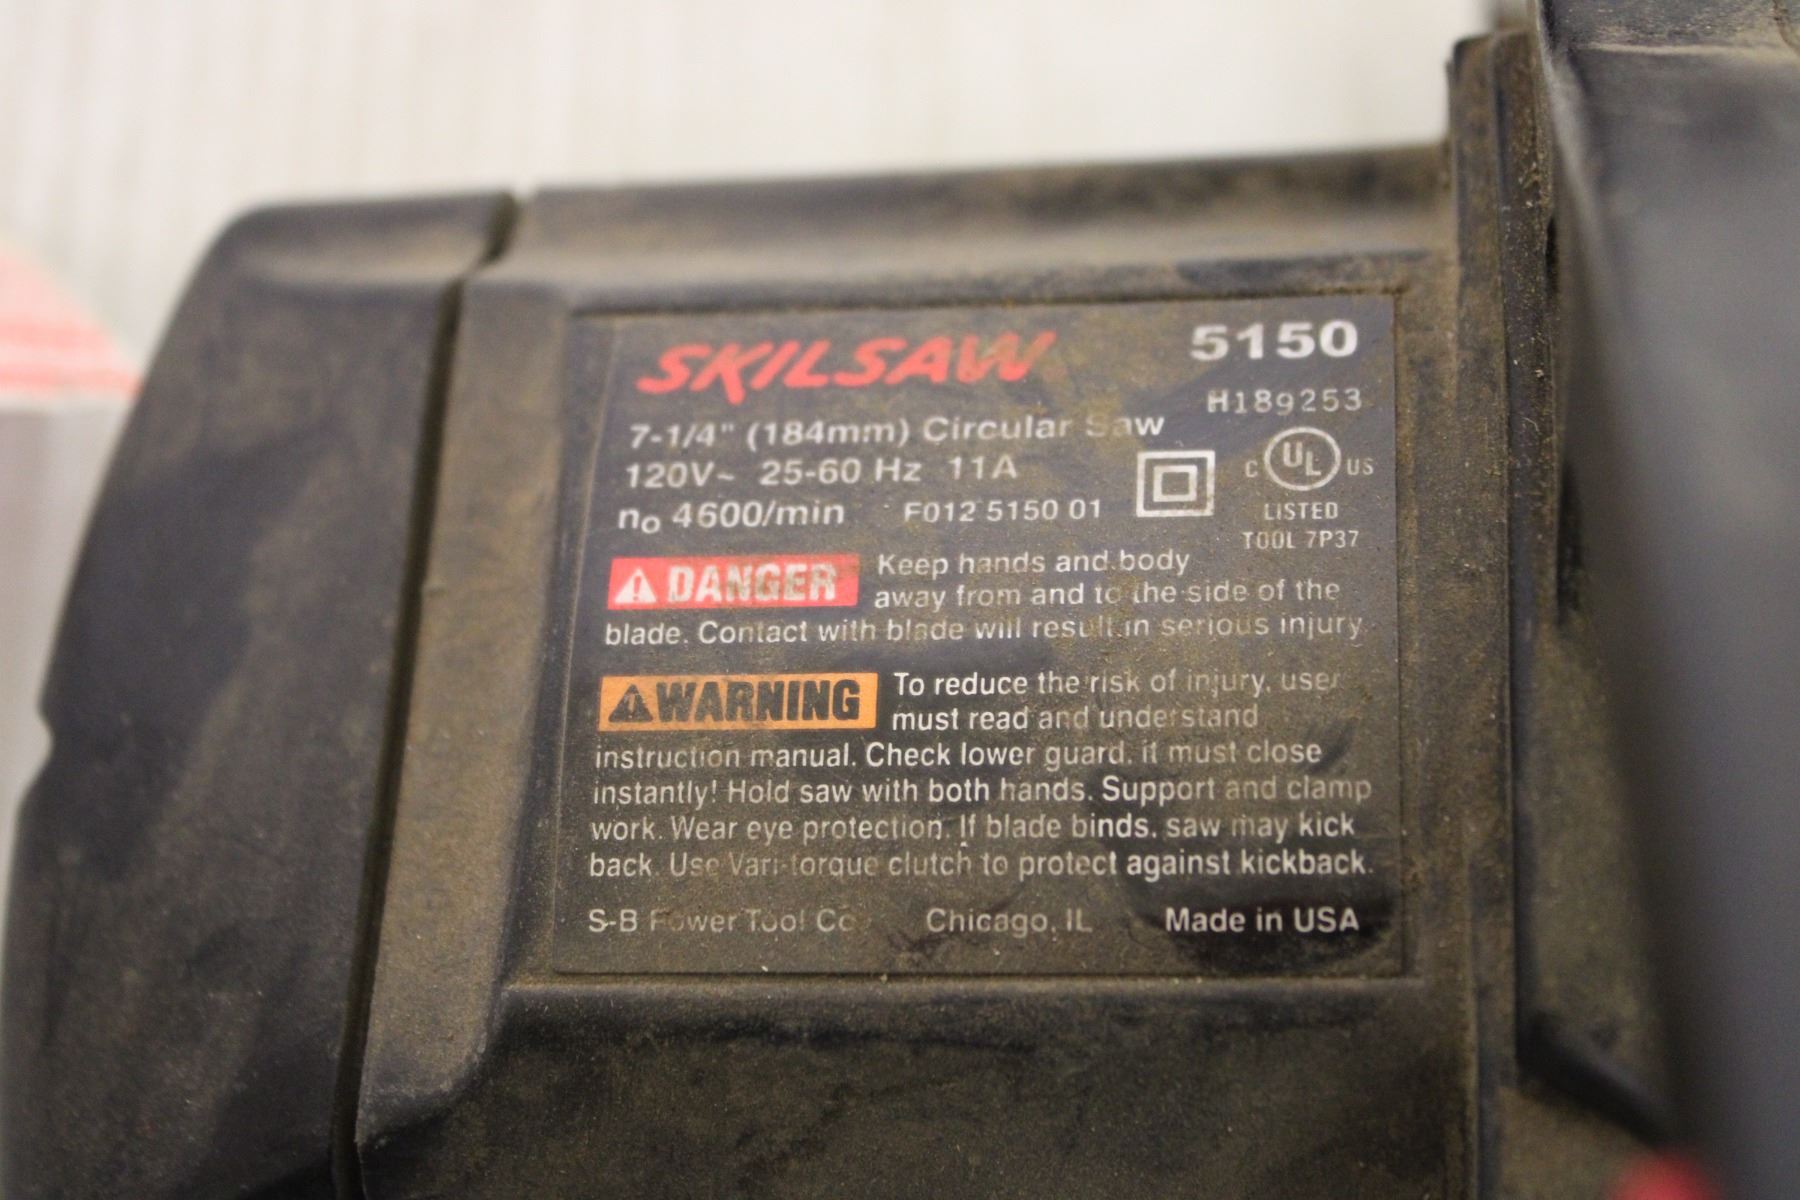 SKILSAW 5150
H189253
7-1/4" (184mm) Circular Saw
120V~ 25-60 Hz 11A
C UL US
n₀ 4600/min F012 5150 01
LISTED
TOOL 7P37
DANGER Keep hands and body
away from and to the side of the
blade. Contact with blade will result in serious injury
WARNING To reduce the risk of injury, user
must read and understand
instruction manual. Check lower guard, it must close
instantly! Hold saw with both hands. Support and clamp
work. Wear eye protection. If blade binds, saw may kick
back. Use Vari-torque clutch to protect against kickback.
S-B Power Tool Co Chicago, IL Made in USA